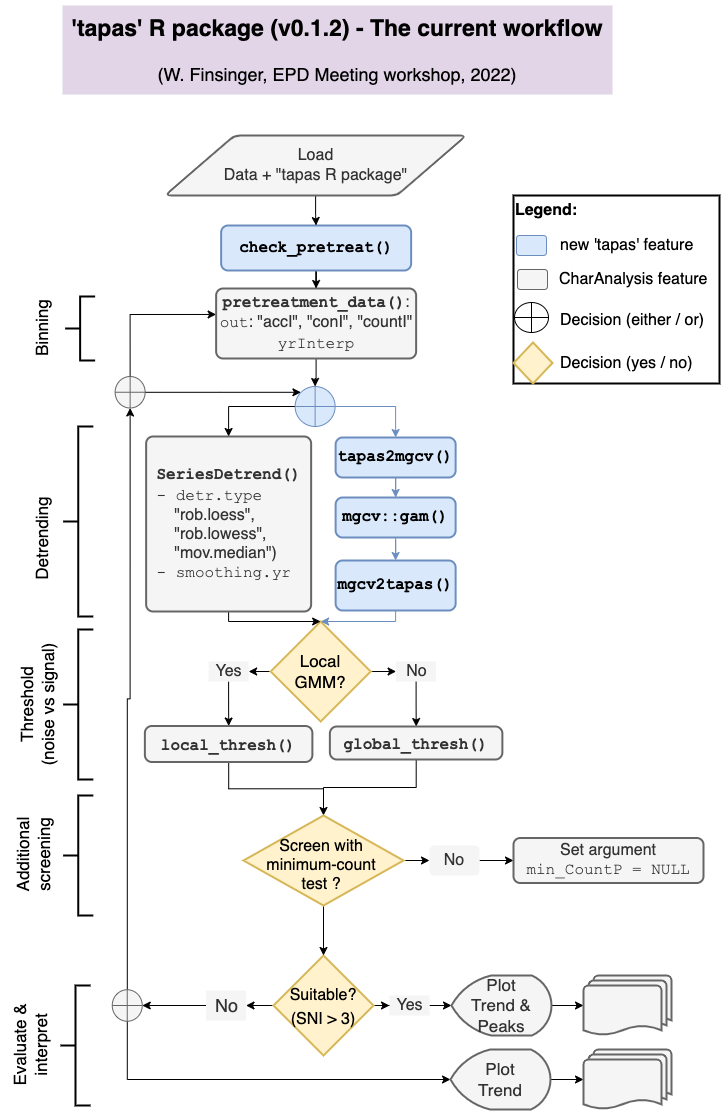 'tapas' R package (v0.1.2) - The current workflow
(W. Finsinger, EPD Meeting workshop, 2022)
Load
Data + "tapas R package"
Legend:
new 'tapas' feature
CharAnalysis feature
Decision (either / or)
Decision (yes / no)
check_pretreat()
Binning
pretreatment_data():
out: "accI", "conI", "countI"
yrInterp
Detrending
SeriesDetrend()
- detr.type
"rob.loess",
"rob.lowess",
"mov.median")
- smoothing.yr
tapas2mgcv()
mgcv::gam()
mgcv2tapas()
Threshold
(noise vs signal)
Local
GMM?
Yes
No
local_thresh()
global_thresh()
Additional
screening
Screen with
minimum-count
test ?
No
Set argument
min_CountP = NULL
Evaluate &
interpret
Suitable?
(SNI > 3)
No
Yes
Plot
Trend &
Peaks
Plot
Trend